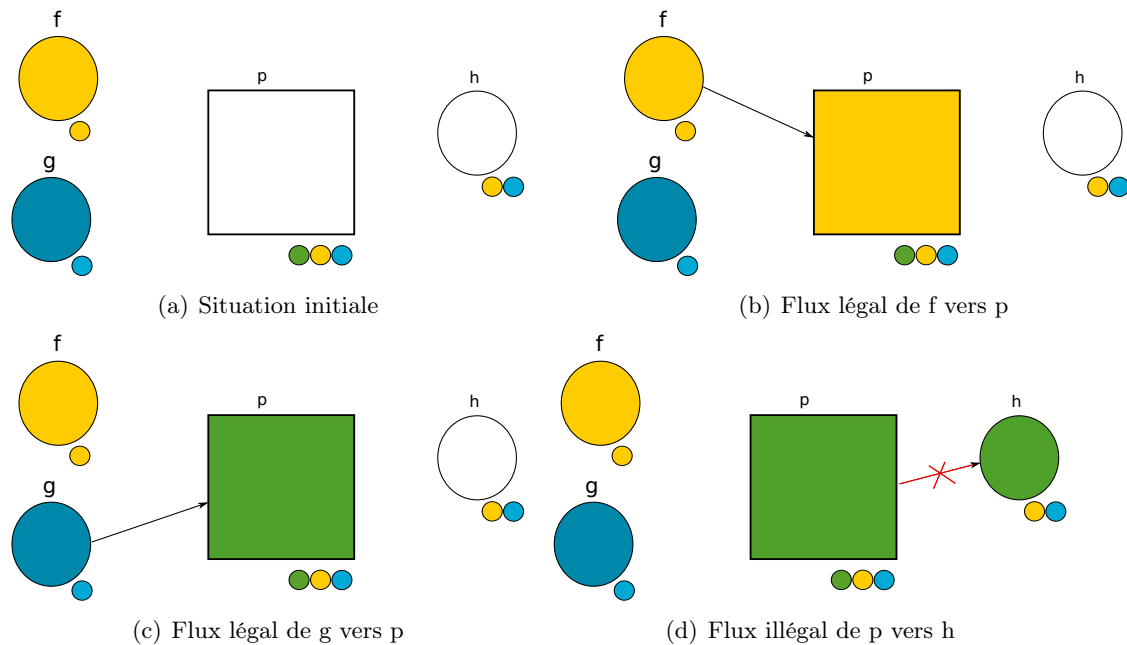 f
p
h
g
(a) Situation initiale
f
p
h
g
(b) Flux légal de f vers p
f
p
h
g
(c) Flux légal de g vers p
f
p
h
g
(d) Flux illégal de p vers h